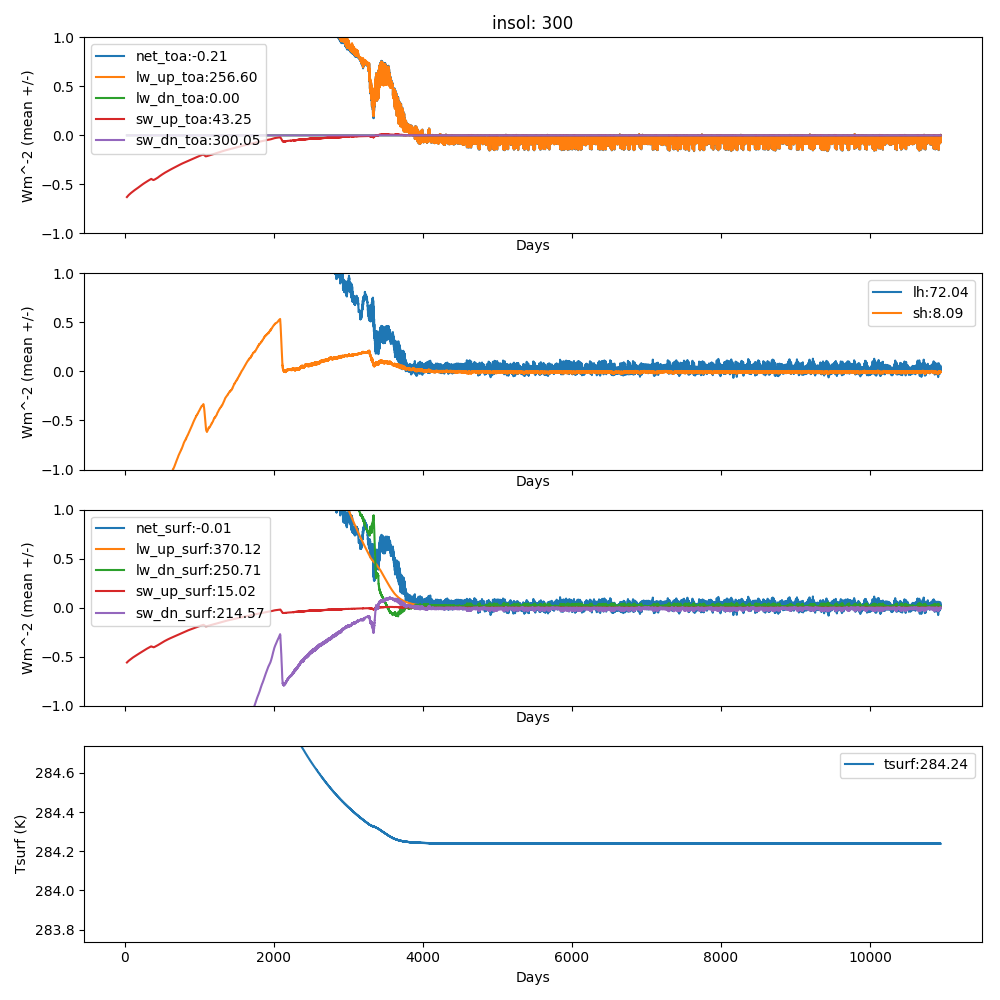 insol: 300
1.0
0.5
0.0
−0.5
−1.0
Wm^-2 (mean +/-)
net_toa:-0.21
lw_up_toa:256.60
lw_dn_toa:0.00
sw_up_toa:43.25
sw_dn_toa:300.05
Days
1.0
0.5
0.0
−0.5
−1.0
Wm^-2 (mean +/-)
lh:72.04
sh:8.09
Days
1.0
0.5
0.0
−0.5
−1.0
Wm^-2 (mean +/-)
net_surf:-0.01
lw_up_surf:370.12
lw_dn_surf:250.71
sw_up_surf:15.02
sw_dn_surf:214.57
Days
284.6
284.4
284.2
284.0
283.8
Tsurf (K)
tsurf:284.24
0 2000 4000 6000 8000 10000
Days